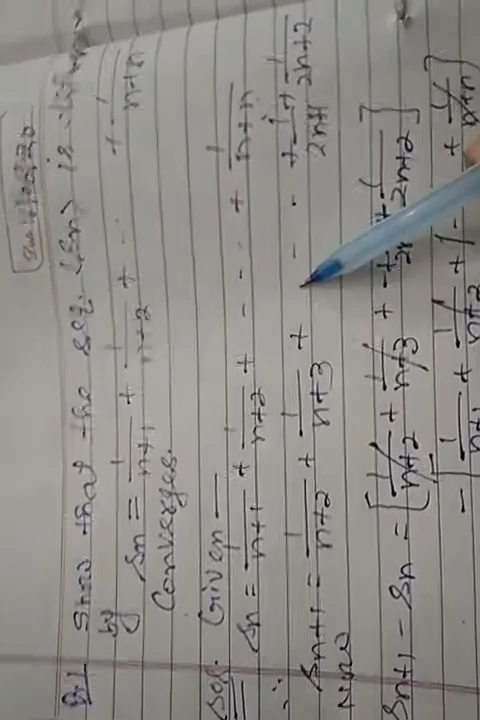 Q.1 Show that the seq. <Sn> is defined
by Sn = 1/n+1 + 1/n+2 + - - - + 1/n+n
Converges.
Sol. Given —
Sn = 1/n+1 + 1/n+2 + - - - + 1/n+n
∴ Sn+1 = 1/n+2 + 1/n+3 + - - - + 1/2n+1 + 1/2n+2
Now
Sn+1 - Sn = [1/n+2 + 1/n+3 + + 1/2n+2]
- [1/n+1 + 1/n+2 + - + 1/n+n]